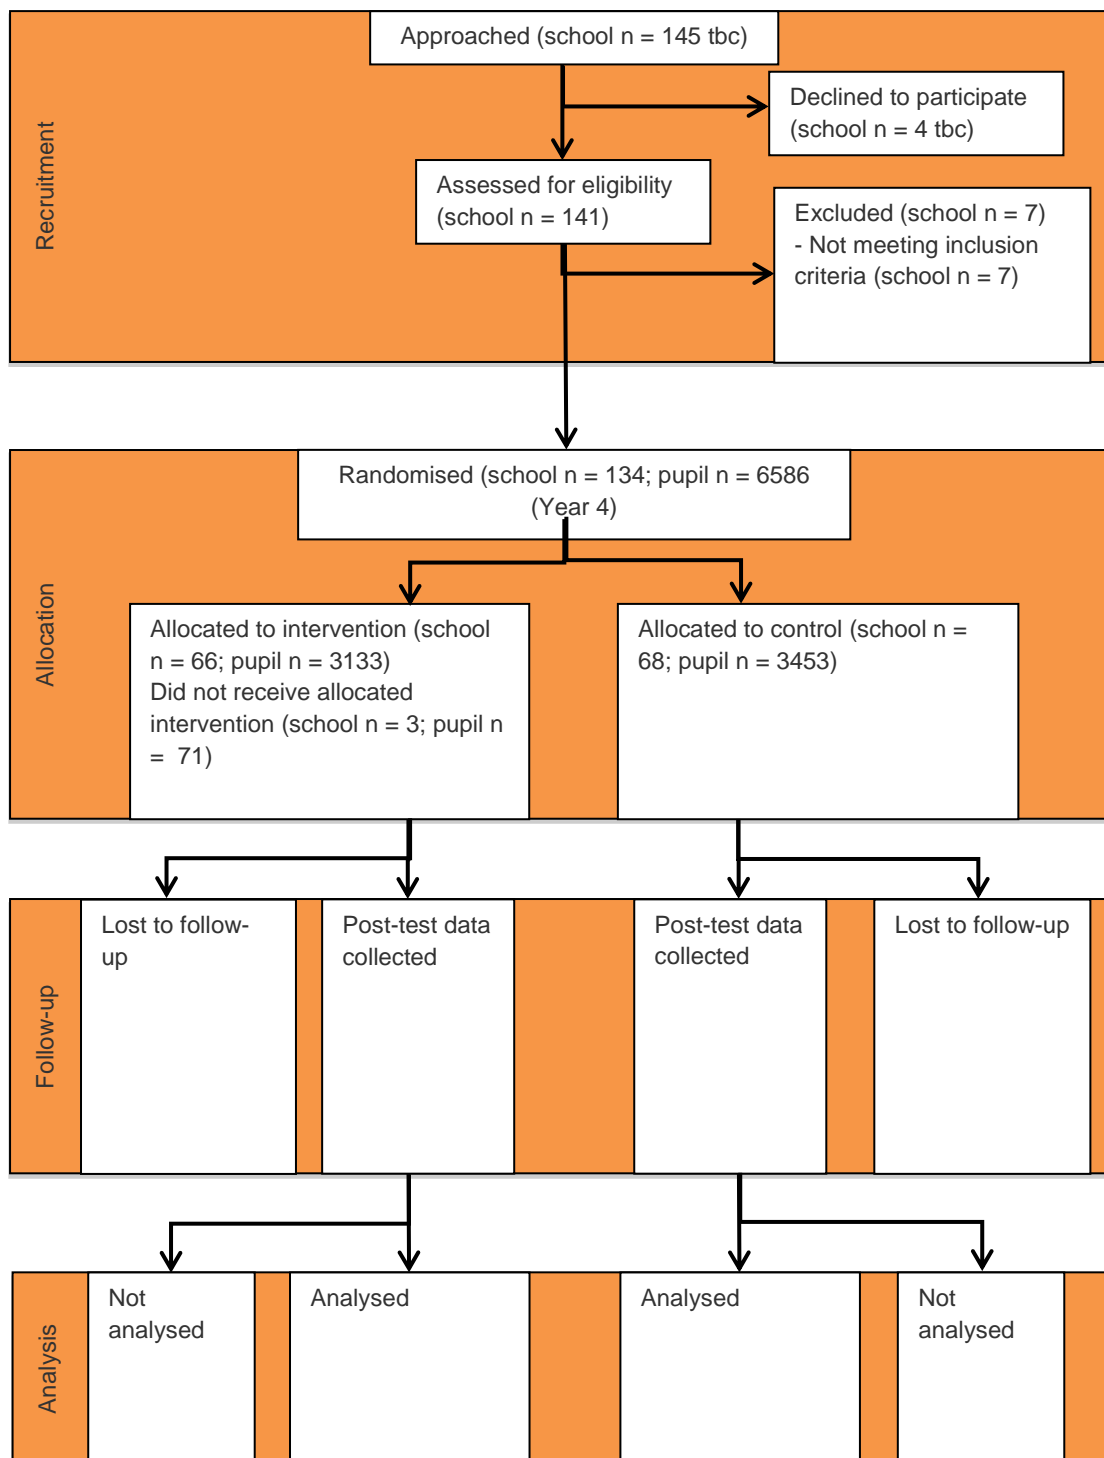 Recruitment
Approached (school n = 145 tbc)
Declined to participate
(school n = 4 tbc)
Assessed for eligibility
(school n = 141)
Excluded (school n = 7)
- Not meeting inclusion
criteria (school n = 7)
Allocation
Randomised (school n = 134; pupil n = 6586
(Year 4)
Allocated to intervention (school
n = 66; pupil n = 3133)
Did not receive allocated
intervention (school n = 3; pupil n
= 71)
Allocated to control (school n =
68; pupil n = 3453)
Follow-up
Lost to follow-
up
Post-test data
collected
Post-test data
collected
Lost to follow-up
Analysis
Not
analysed
Analysed
Analysed
Not
analysed